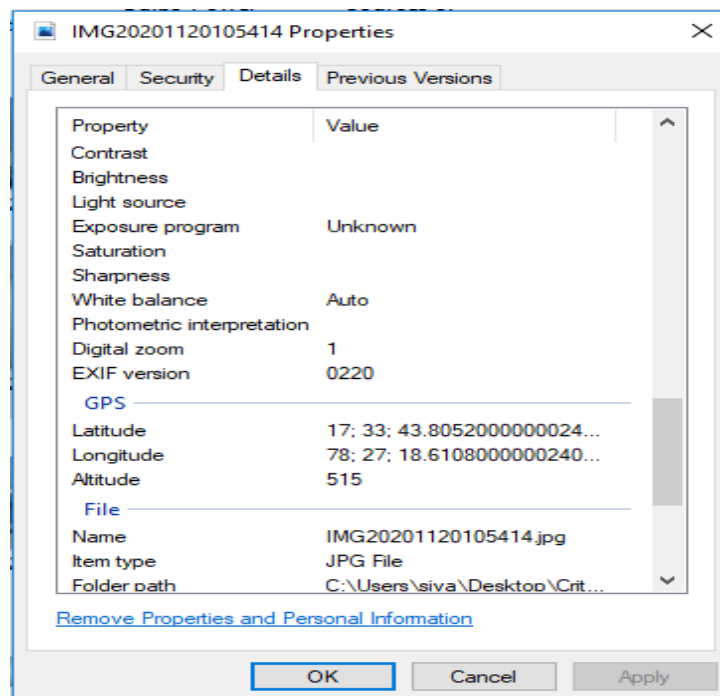 IMG20201120105414 Properties
General Security Details Previous Versions
Property Value
Contrast
Brightness
Light source
Exposure program Unknown
Saturation
Sharpness
White balance Auto
Photometric interpretation
Digital zoom 1
EXIF version 0220
GPS
Latitude 17; 33; 43.8052000000024...
Longitude 78; 27; 18.6108000000240...
Altitude 515
File
Name IMG20201120105414.jpg
Item type JPG File
Folder path C:\Users\siva\Desktop\Crit...
Remove Properties and Personal Information
OK Cancel Apply